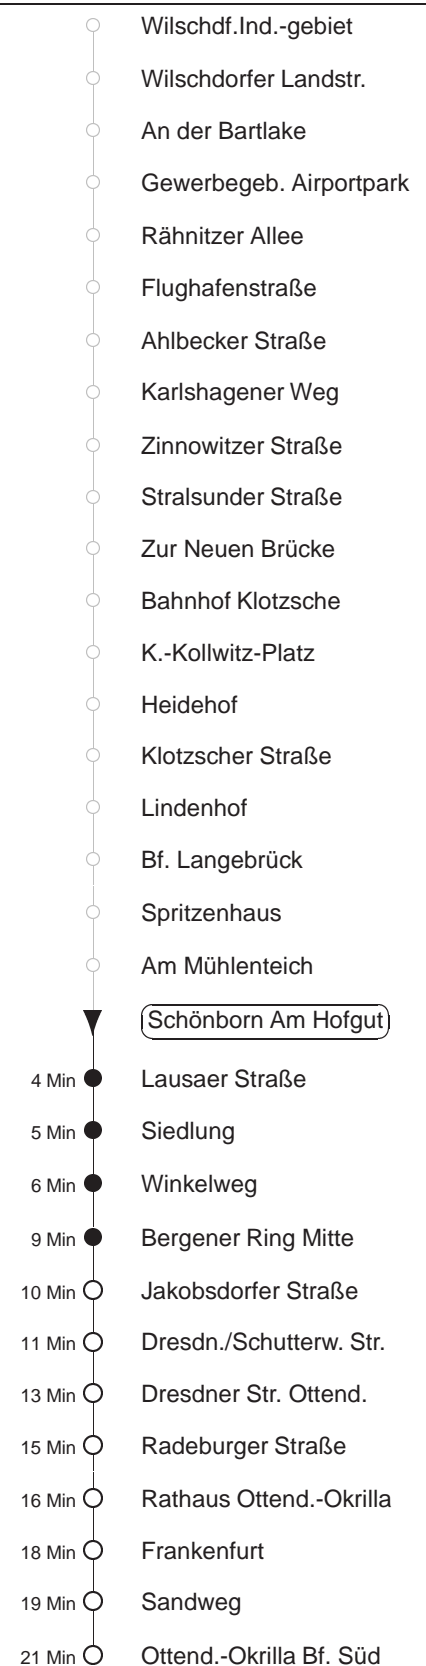 Wilschdf.Ind.-gebiet
Wilschdorfer Landstr.
An der Bartlake
Gewerbegeb. Airportpark
Rähnitzer Allee
Flughafenstraße
Ahlbecker Straße
Karlshagener Weg
Zinnowitzer Straße
Stralsunder Straße
Zur Neuen Brücke
Bahnhof Klotzsche
K.-Kollwitz-Platz
Heidehof
Klotzscher Straße
Lindenhof
Bf. Langebrück
Spritzenhaus
Am Mühlenteich
Schönborn Am Hofgut
4 Min Lausaer Straße
5 Min Siedlung
6 Min Winkelweg
9 Min Bergener Ring Mitte
10 Min Jakobsdorfer Straße
11 Min Dresdn./Schutterw. Str.
13 Min Dresdner Str. Ottend.
15 Min Radeburger Straße
16 Min Rathaus Ottend.-Okrilla
18 Min Frankenfurt
19 Min Sandweg
21 Min Ottend.-Okrilla Bf. Süd